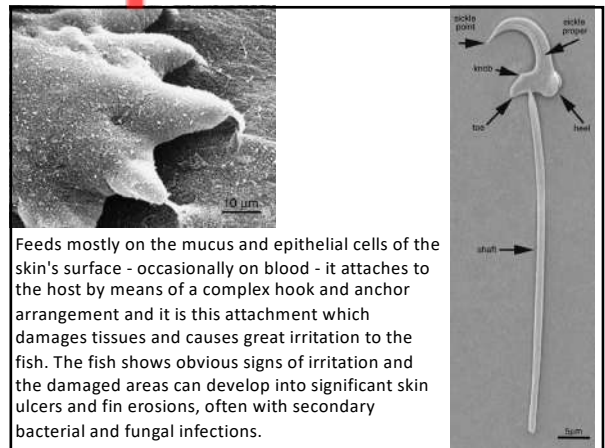 10 µm
Feeds mostly on the mucus and epithelial cells of the
skin's surface - occasionally on blood - it attaches to
the host by means of a complex hook and anchor
arrangement and it is this attachment which
damages tissues and causes great irritation to the
fish. The fish shows obvious signs of irritation and
the damaged areas can develop into significant skin
ulcers and fin erosions, often with secondary
bacterial and fungal infections.
sickle
point
sickle
proper
knob
toe
heel
shaft
5µm